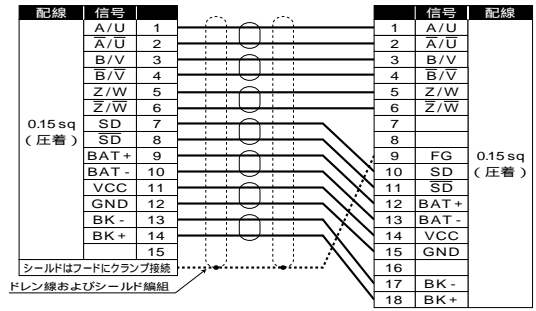 配線 信号
A/U 1
A̅/U̅ 2
B/V 3
B̅/V̅ 4
Z/W 5
Z̅/W̅ 6
SD 7
S̅D̅ 8
BAT+ 9
BAT- 10
VCC 11
GND 12
BK- 13
BK+ 14
15
0.15sq
(圧着)
シールドはフードにクランプ接続
ドレン線およびシールド編組
信号 配線
1 A/U
2 A̅/U̅
3 B/V
4 B̅/V̅
5 Z/W
6 Z̅/W̅
7
8
9 FG
10 SD
11 S̅D̅
12 BAT+
13 BAT-
14 VCC
15 GND
16
17 BK-
18 BK+
0.15sq
(圧着)